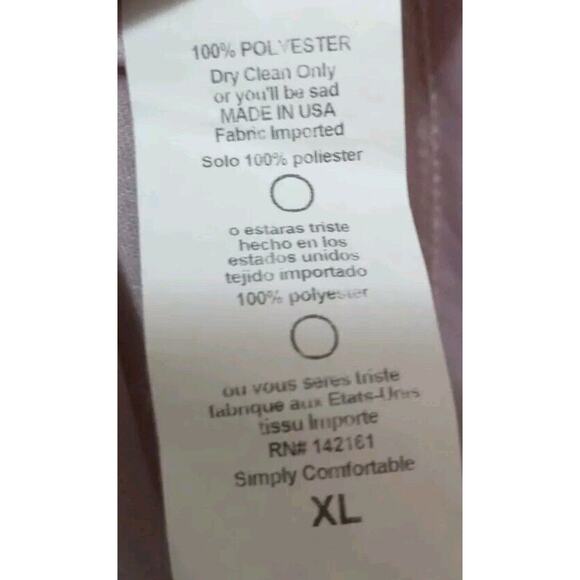 100% POLYESTER
Dry Clean Only
or you'll be sad
MADE IN USA
Fabric Imported
Solo 100% poliester
o estaras triste
hecho en los
estados unidos
tejido importado
100% polyester
ou vous seres triste
fabrique aux Etats-Unis
tissu Importe
RN# 142161
Simply Comfortable
XL